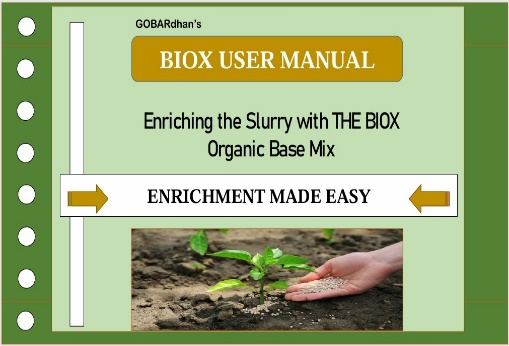 GOBARdhan's
BIOX USER MANUAL
Enriching the Slurry with THE BIOX
Organic Base Mix
ENRICHMENT MADE EASY